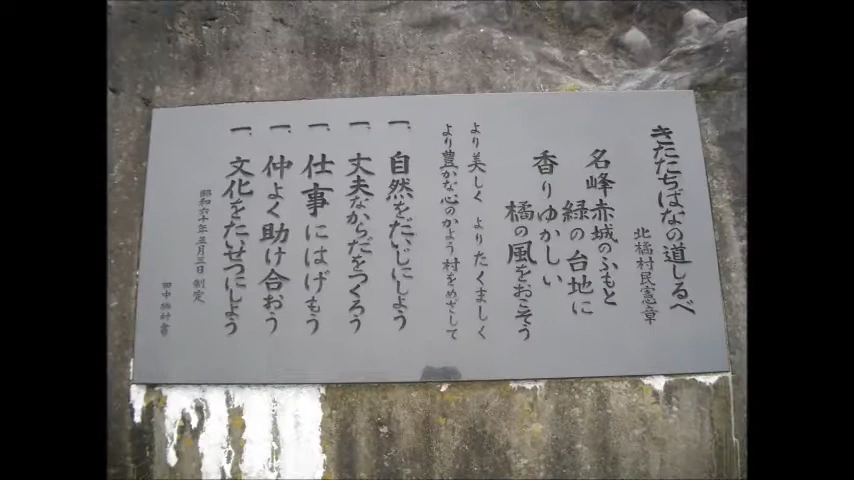 きたたちばなの道しるべ
北橘村民憲章
名峰赤城のふもと
緑の台地に
香りゆかしい
橘の風をおこそう
より美しく よりたくましく
より豊かな心のかよう村をめざして
一、自然をだいじにしよう
一、丈夫なからだをつくろう
一、仕事にはげもう
一、仲よく助け合おう
一、文化をたいせつにしよう
昭和六十年五月三日 制定